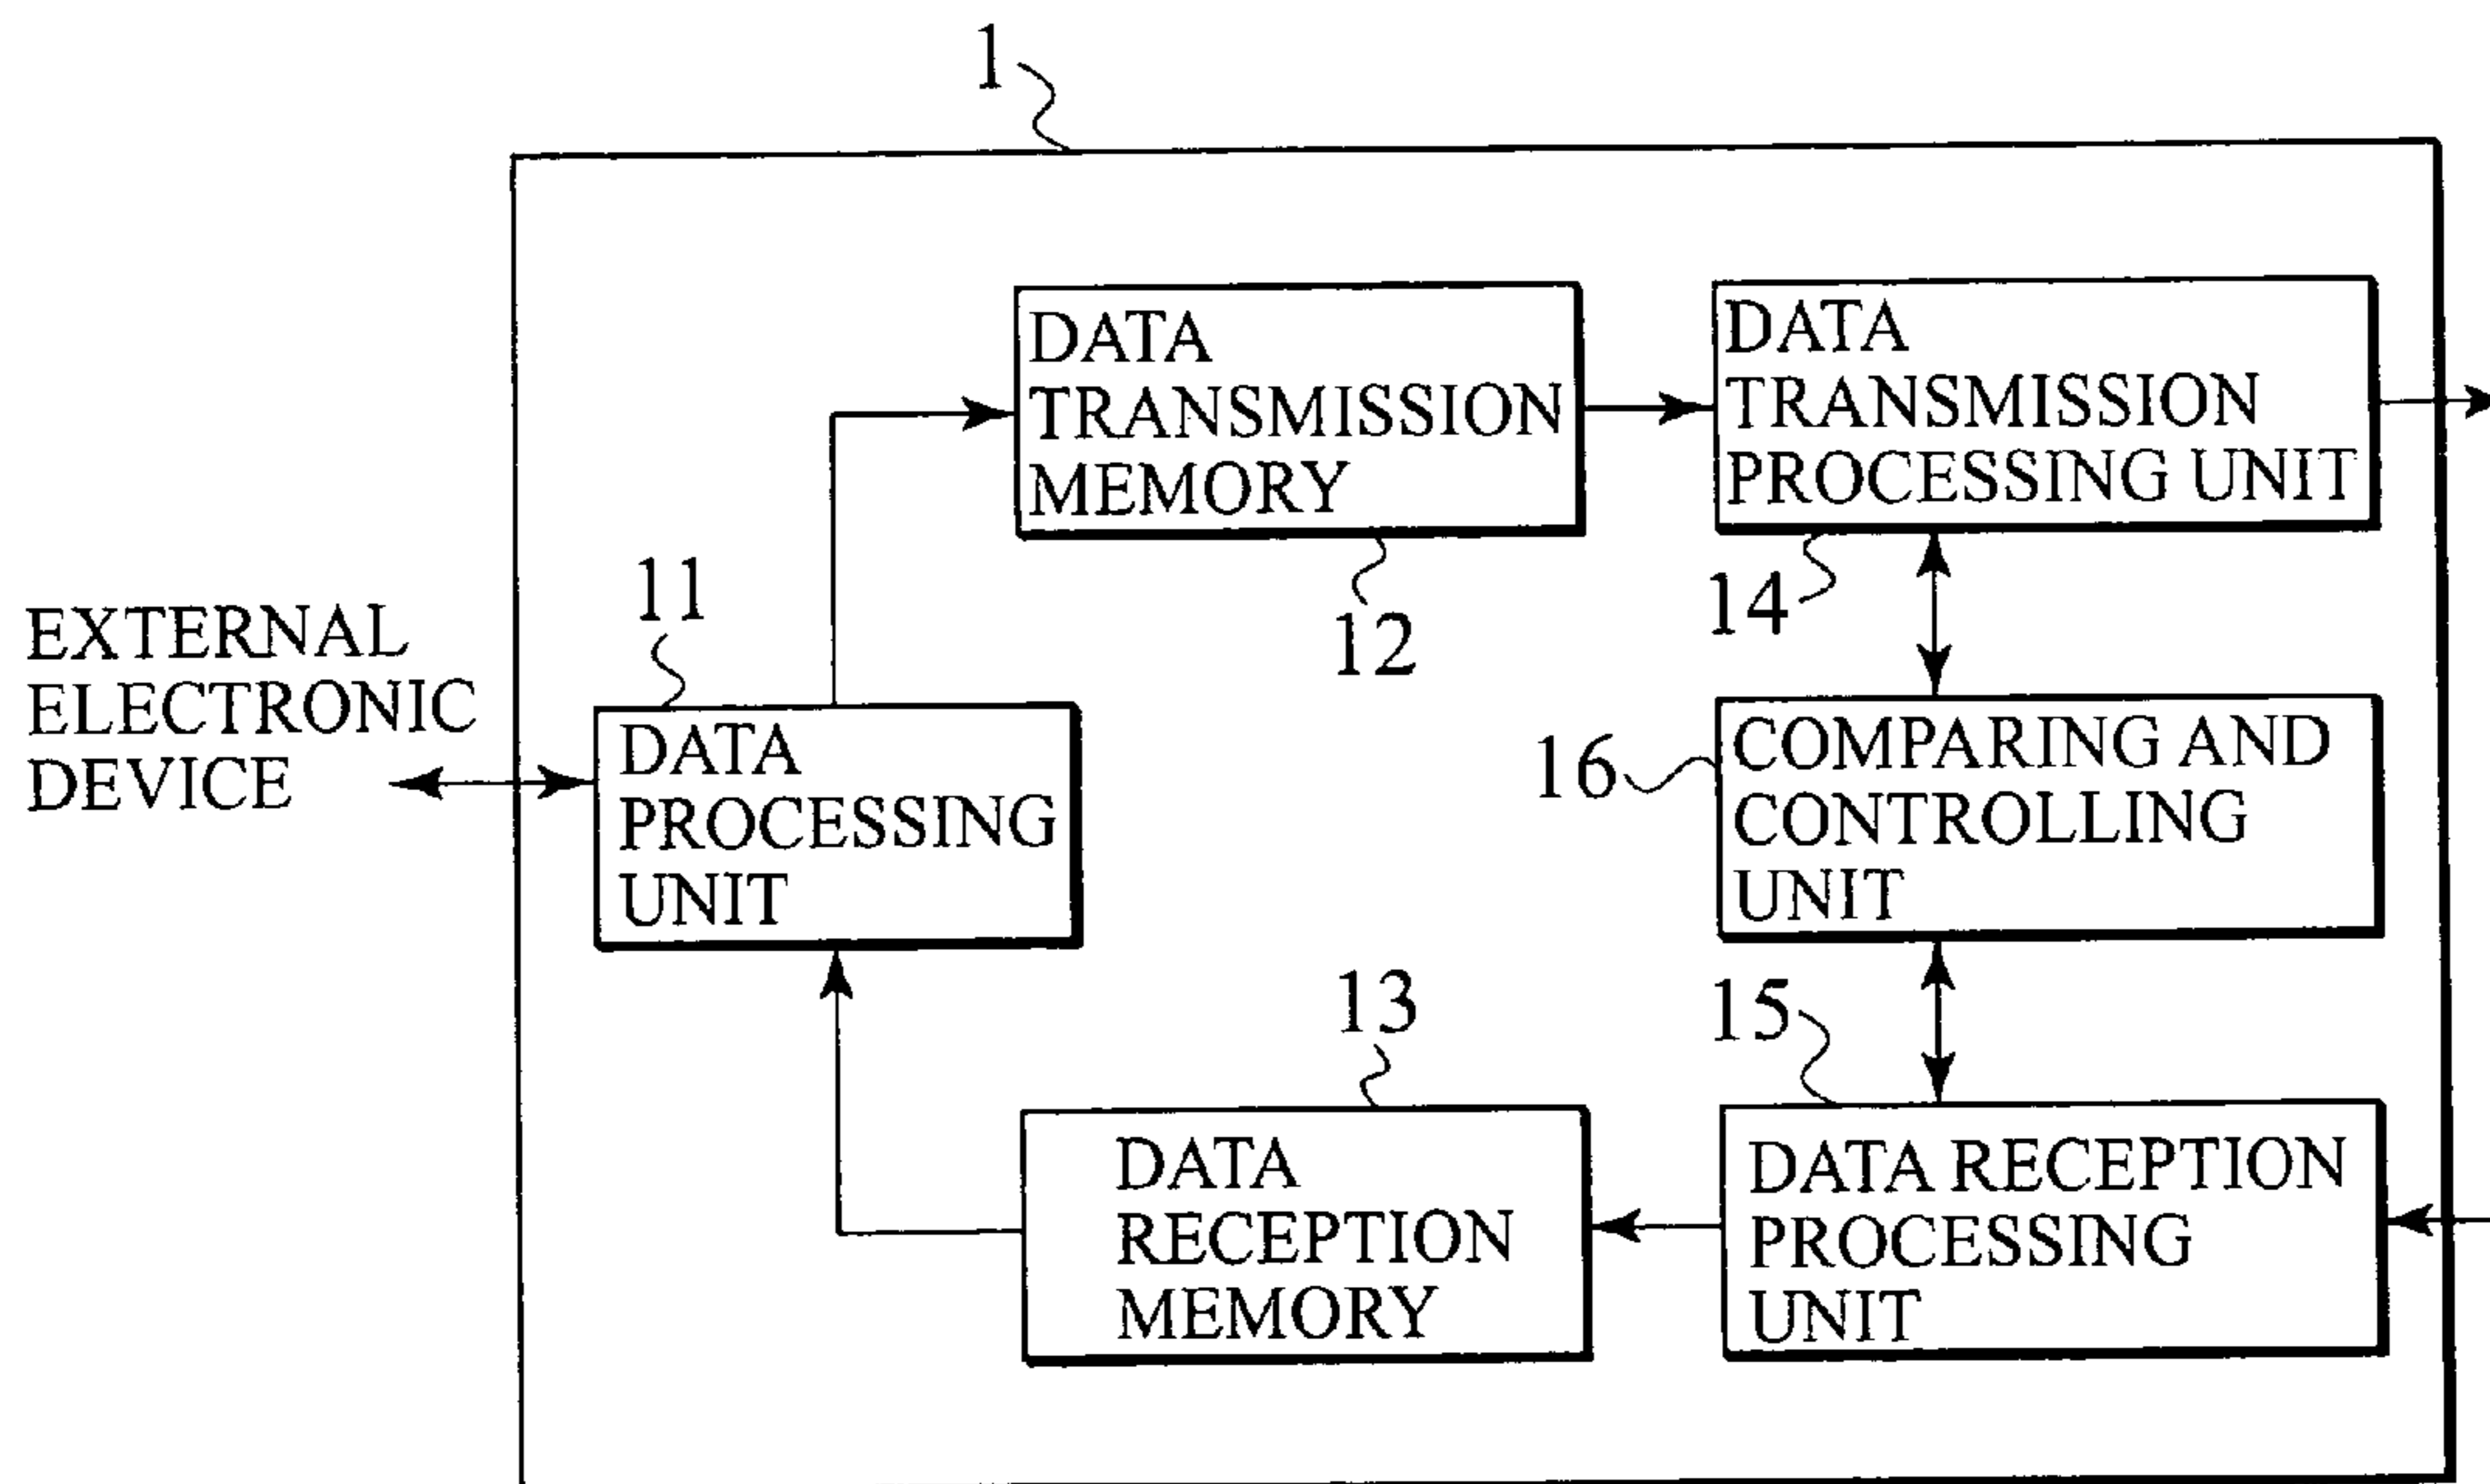 1
DATA
TRANSMISSION
MEMORY
12
DATA
TRANSMISSION
PROCESSING UNIT
14
EXTERNAL
ELECTRONIC
DEVICE
11
DATA
PROCESSING
UNIT
16
COMPARING AND
CONTROLLING
UNIT
13
DATA
RECEPTION
MEMORY
15
DATA RECEPTION
PROCESSING
UNIT